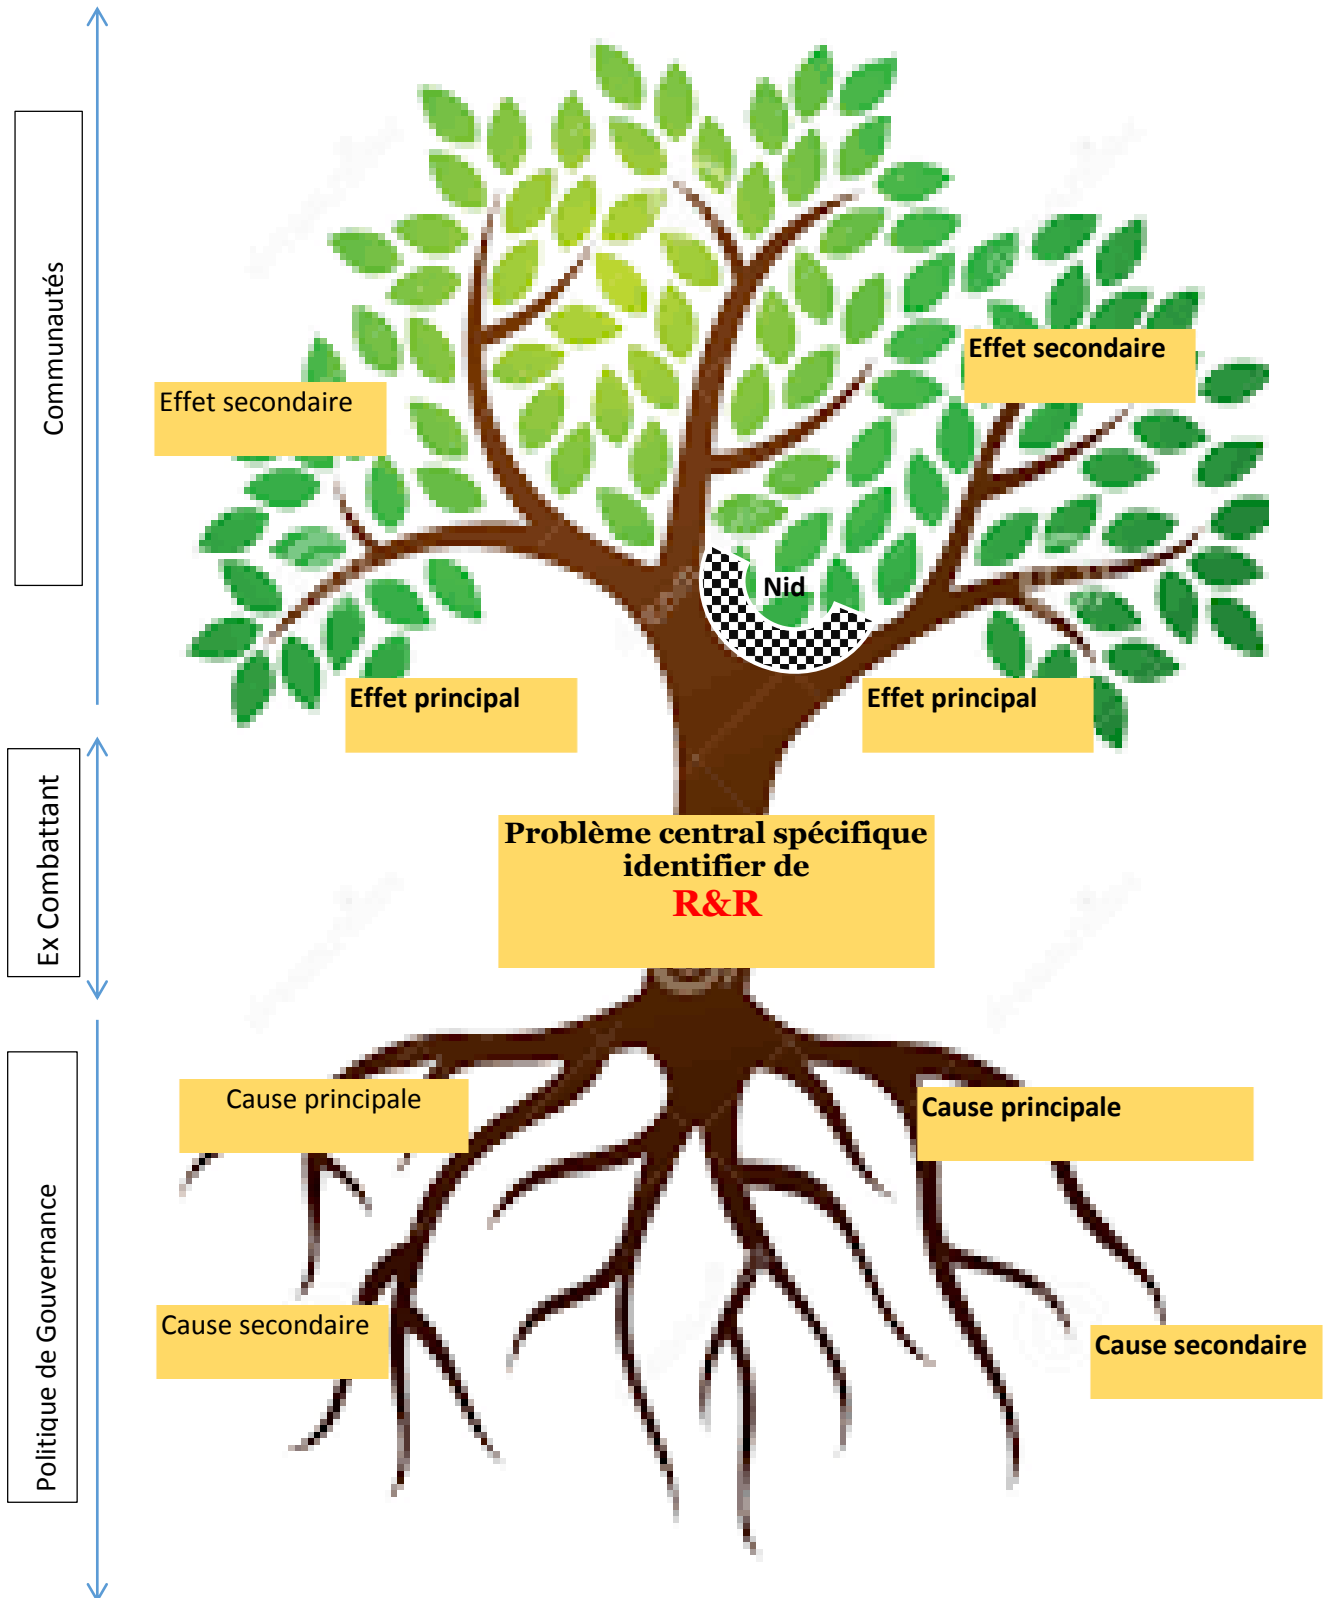 Communautés
Effet secondaire
Effet secondaire
Nid
Effet principal
Effet principal
Ex Combattant
Problème central spécifique
identifier de
R&R
Politique de Gouvernance
Cause principale
Cause principale
Cause secondaire
Cause secondaire